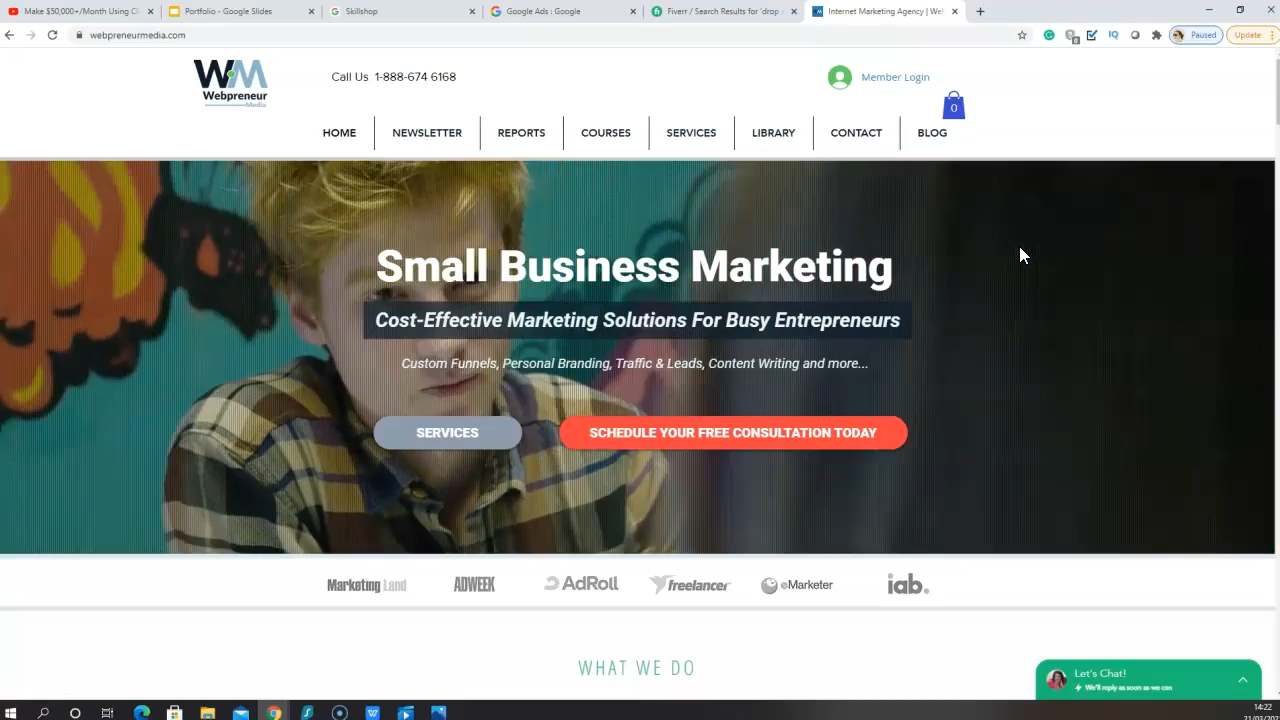 Make $50,000+/Month Using Cl
Portfolio - Google Slides
Skillshop
Google Ads : Google
Fiverr / Search Results for 'drop s
Internet Marketing Agency | Web
webpreneurmedia.com
Paused
Update
WM
Webpreneur
Media
Call Us 1-888-674 6168
Member Login
0
HOME
NEWSLETTER
REPORTS
COURSES
SERVICES
LIBRARY
CONTACT
BLOG
Small Business Marketing
Cost-Effective Marketing Solutions For Busy Entrepreneurs
Custom Funnels, Personal Branding, Traffic & Leads, Content Writing and more...
SERVICES
SCHEDULE YOUR FREE CONSULTATION TODAY
Marketing Land
ADWEEK
AdRoll
freelancer
eMarketer
iab.
WHAT WE DO
Let's Chat!
We'll reply as soon as we can
14:22